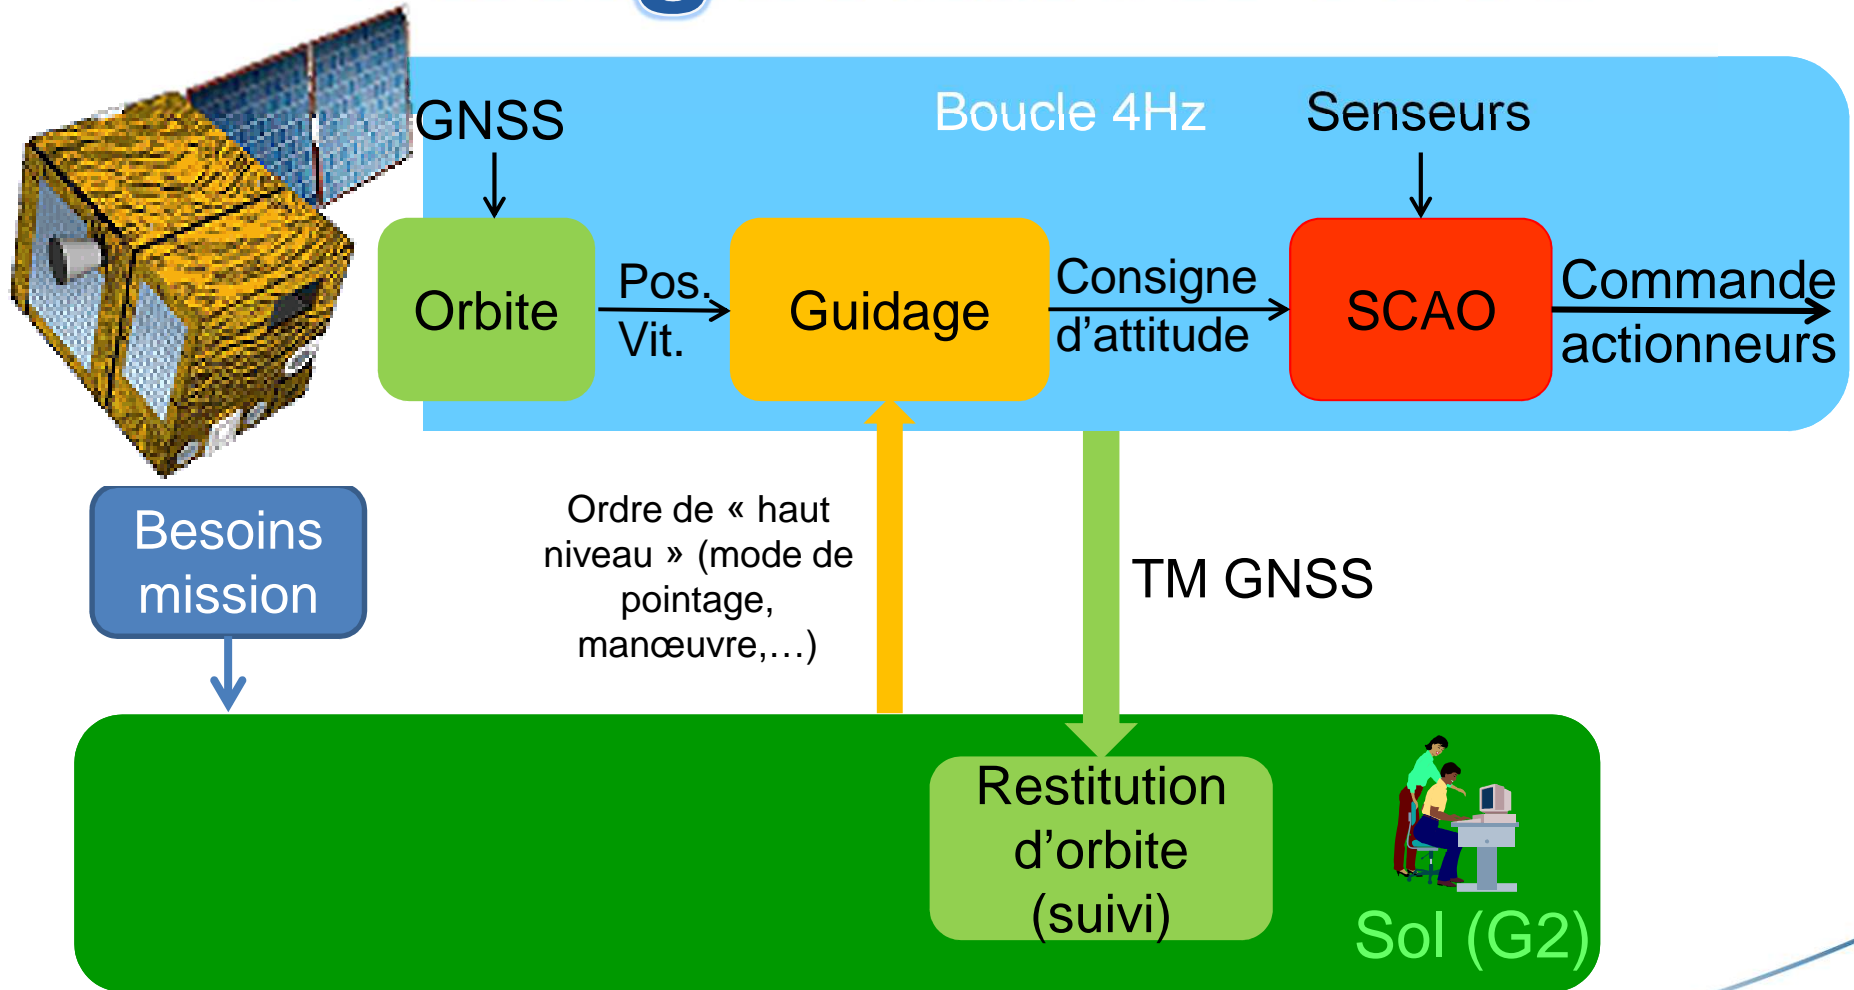 GNSS
Boucle 4Hz
Senseurs
Orbite
Pos.
Vit.
Guidage
Consigne
d'attitude
SCAO
Commande
actionneurs
Besoins
mission
Ordre de « haut
niveau » (mode de
pointage,
manœuvre,…)
TM GNSS
Restitution
d'orbite
(suivi)
Sol (G2)